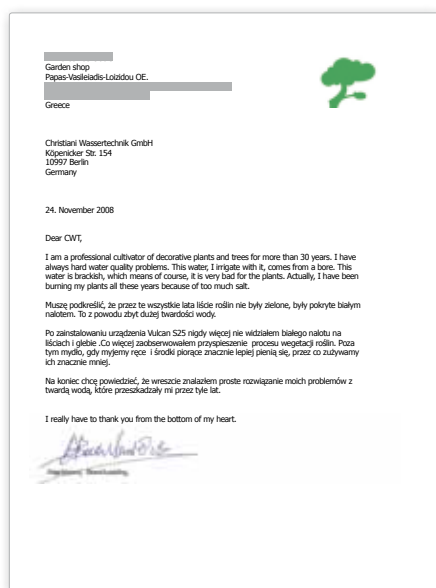 Garden shop
Papas-Vasileiadis-Loizidou OE.
Greece
Christiani Wassertechnik GmbH
Köpenicker Str. 154
10997 Berlin
Germany
24. November 2008
Dear CWT,
I am a professional cultivator of decorative plants and trees for more than 30 years. I have
always hard water quality problems. This water, I irrigate with it, comes from a bore. This
water is brackish, which means of course, it is very bad for the plants. Actually, I have been
burning my plants all these years because of too much salt.
Muszę podkreślić, że przez te wszystkie lata liście roślin nie były zielone, były pokryte białym
nalotem. To z powodu zbyt dużej twardości wody.
Po zainstalowaniu urządzenia Vulcan S25 nigdy więcej nie widziałem białego nalotu na
liściach i glebie .Co więcej zaobserwowałem przyspieszenie procesu wegetacji roślin. Poza
tym mydło, gdy myjemy ręce i środki piorące znacznie lepiej pienią się, przez co zużywamy
ich znacznie mniej.
Na koniec chcę powiedzieć, że wreszcie znalazłem proste rozwiązanie moich problemów z
twardą wodą, które przeszkadzały mi przez tyle lat.
I really have to thank you from the bottom of my heart.